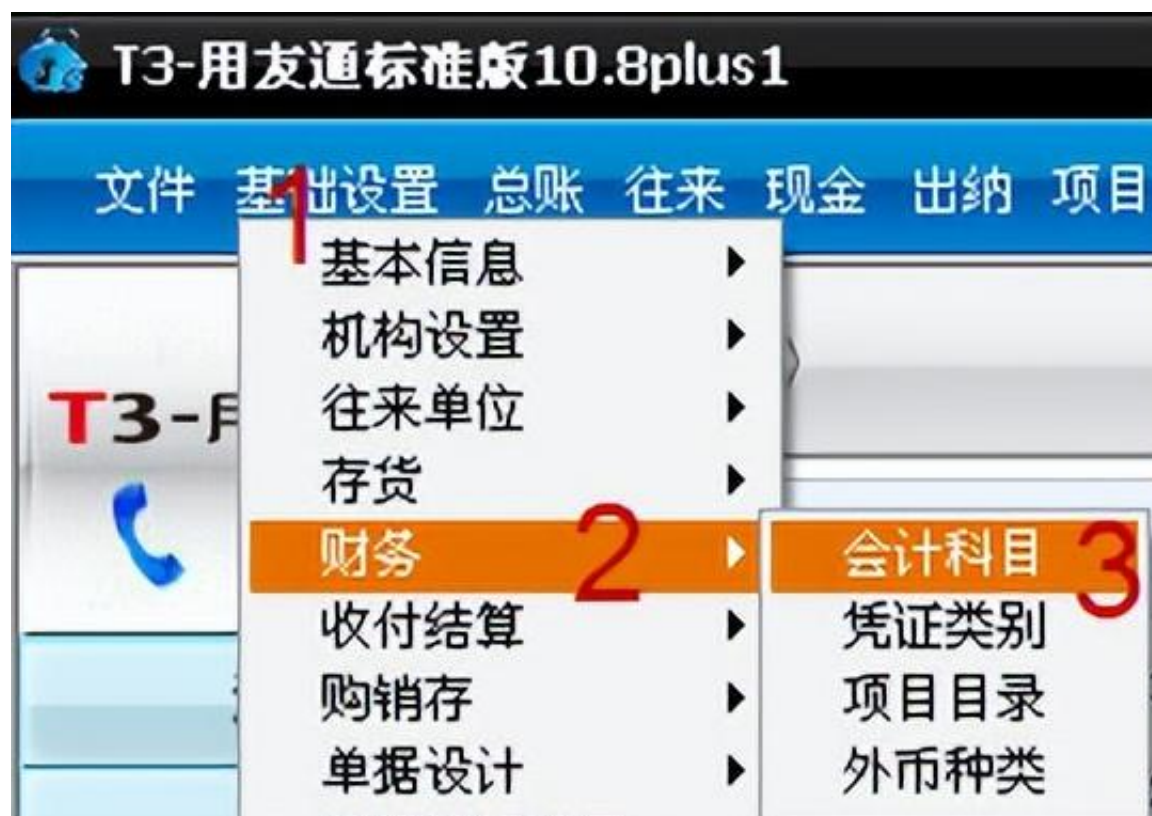 T3-用友通标准版10.8plus1
文件 基础设置 总账 往来 现金 出纳 项目
1
基本信息
机构设置
往来单位
T3-用
存货
财务 2 会计科目 3
收付结算 凭证类别
购销存 项目目录
单据设计 外币种类